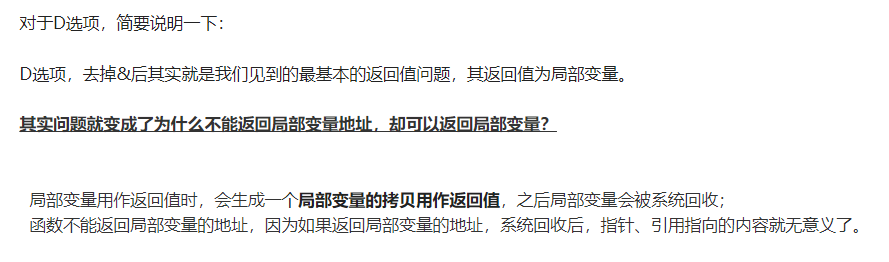 对于D选项，简要说明一下：
D选项，去掉&后其实就是我们见到的最基本的返回值问题，其返回值为局部变量。
其实问题就变成了为什么不能返回局部变量地址，却可以返回局部变量？
局部变量用作返回值时，会生成一个局部变量的拷贝用作返回值，之后局部变量会被系统回收；
函数不能返回局部变量的地址，因为如果返回局部变量的地址，系统回收后，指针、引用指向的内容就无意义了。